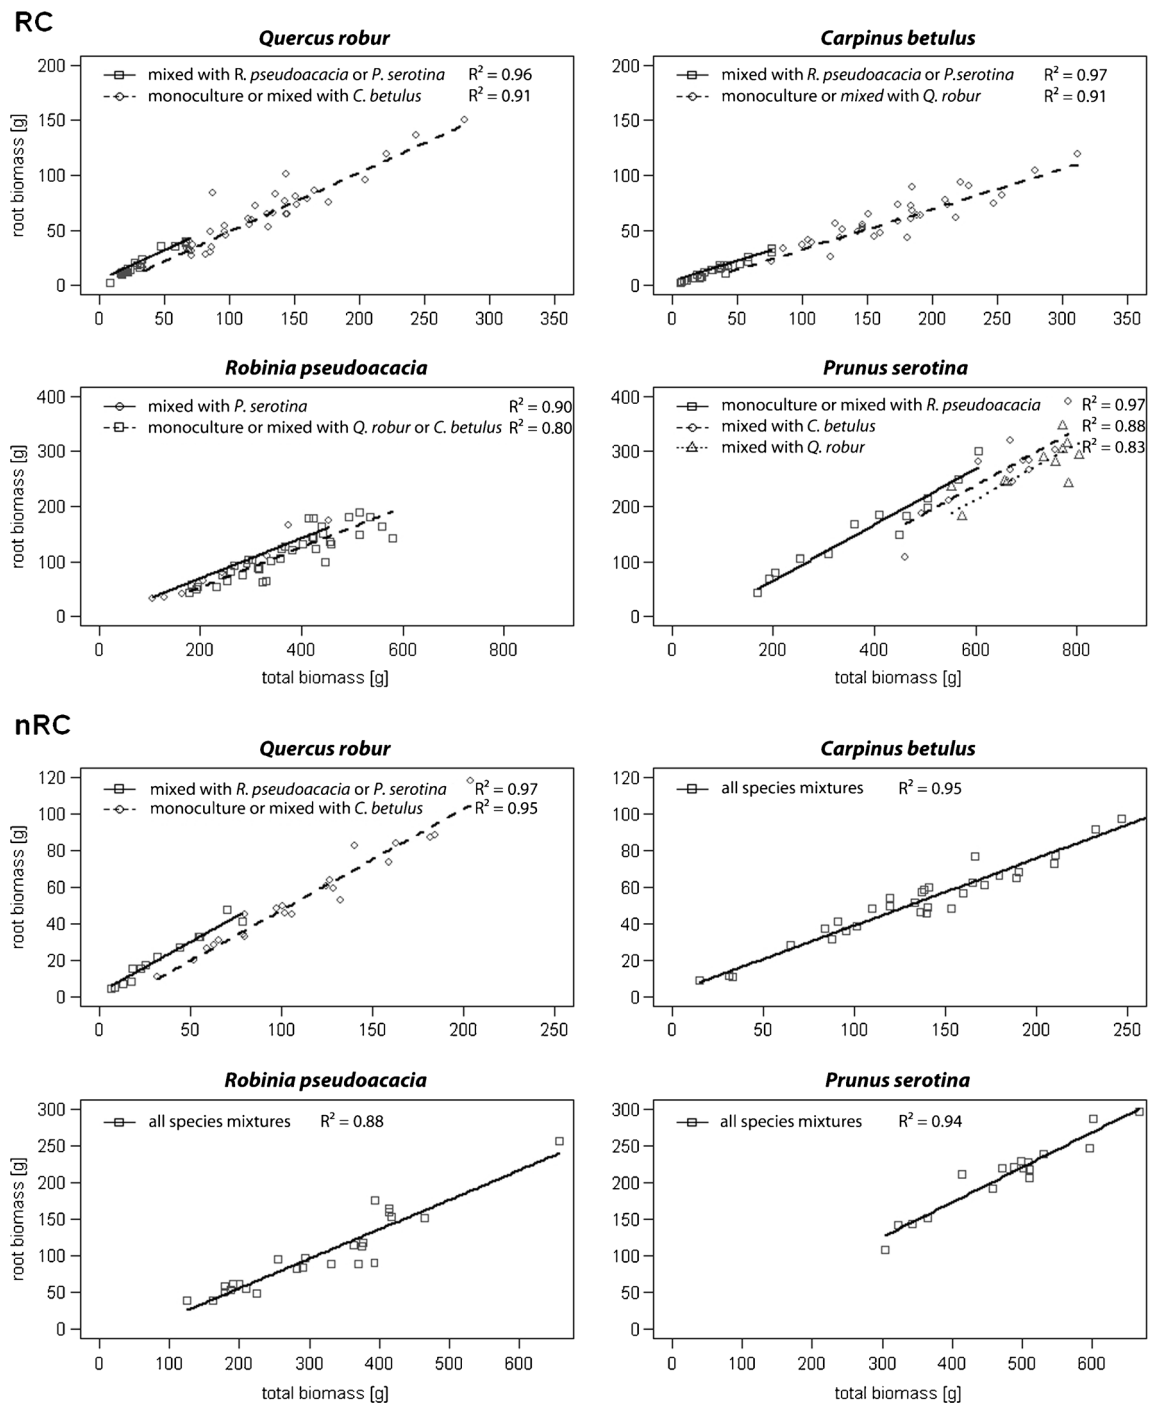 RC
Quercus robur
mixed with R. pseudoacacia or P. serotina R² = 0.96
monoculture or mixed with C. betulus R² = 0.91
200
150
100
50
0
root biomass [g]
0 50 100 150 200 250 300 350
Carpinus betulus
mixed with R. pseudoacacia or P.serotina R² = 0.97
monoculture or mixed with Q. robur R² = 0.91
200
150
100
50
0
0 50 100 150 200 250 300 350
Robinia pseudoacacia
mixed with P. serotina R² = 0.90
monoculture or mixed with Q. robur or C. betulus R² = 0.80
400
300
200
100
0
root biomass [g]
0 200 400 600 800
total biomass [g]
Prunus serotina
monoculture or mixed with R. pseudoacacia R² = 0.97
mixed with C. betulus R² = 0.88
mixed with Q. robur R² = 0.83
400
300
200
100
0
0 200 400 600 800
total biomass [g]
nRC
Quercus robur
mixed with R. pseudoacacia or P. serotina R² = 0.97
monoculture or mixed with C. betulus R² = 0.95
120
100
80
60
40
20
0
root biomass [g]
0 50 100 150 200 250
Carpinus betulus
all species mixtures R² = 0.95
120
100
80
60
40
20
0
0 50 100 150 200 250
Robinia pseudoacacia
all species mixtures R² = 0.88
300
250
200
150
100
50
0
root biomass [g]
0 100 200 300 400 500 600
total biomass [g]
Prunus serotina
all species mixtures R² = 0.94
300
250
200
150
100
50
0
0 100 200 300 400 500 600
total biomass [g]